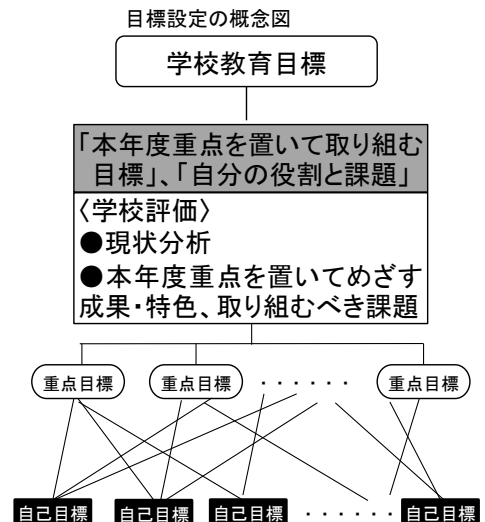 目標設定の概念図
学校教育目標
「本年度重点を置いて取り組む
目標」、「自分の役割と課題」
〈学校評価〉
●現状分析
●本年度重点を置いてめざす
成果・特色、取り組むべき課題
重点目標 重点目標 ・・・・・・ 重点目標
自己目標 自己目標 自己目標 ・・・・・・ 自己目標